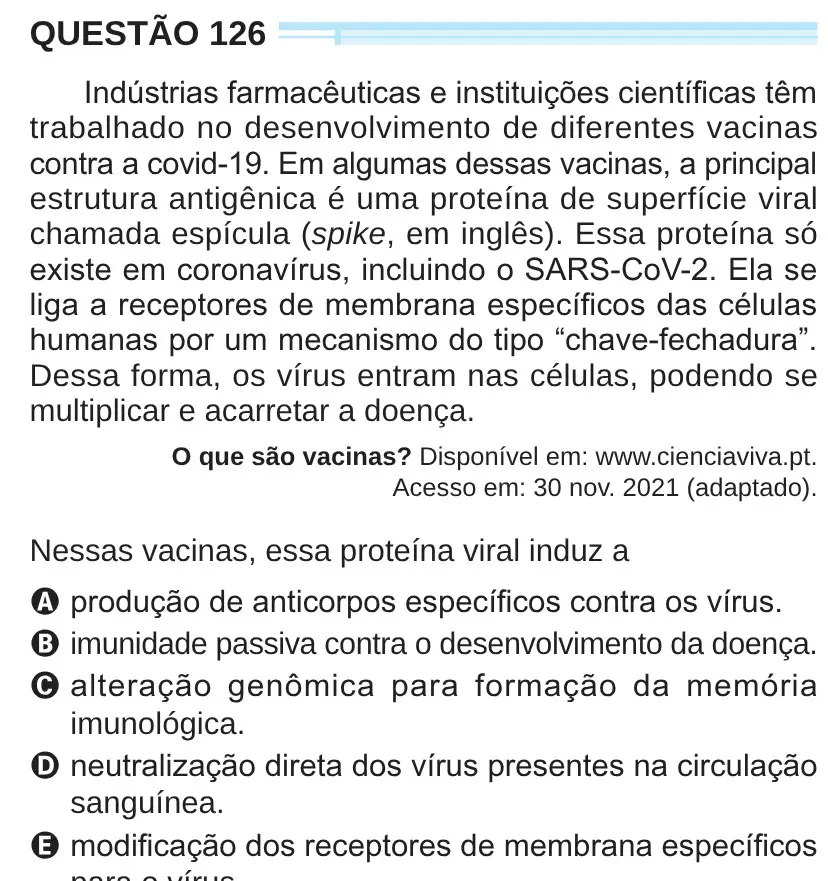 QUESTÃO 126
Indústrias farmacêuticas e instituições científicas têm
trabalhado no desenvolvimento de diferentes vacinas
contra a covid-19. Em algumas dessas vacinas, a principal
estrutura antigênica é uma proteína de superfície viral
chamada espícula (spike, em inglês). Essa proteína só
existe em coronavírus, incluindo o SARS-CoV-2. Ela se
liga a receptores de membrana específicos das células
humanas por um mecanismo do tipo “chave-fechadura”.
Dessa forma, os vírus entram nas células, podendo se
multiplicar e acarretar a doença.
O que são vacinas? Disponível em: www.cienciaviva.pt.
Acesso em: 30 nov. 2021 (adaptado).
Nessas vacinas, essa proteína viral induz a
A produção de anticorpos específicos contra os vírus.
B imunidade passiva contra o desenvolvimento da doença.
C alteração genômica para formação da memória
imunológica.
D neutralização direta dos vírus presentes na circulação
sanguínea.
E modificação dos receptores de membrana específicos
para o vírus.